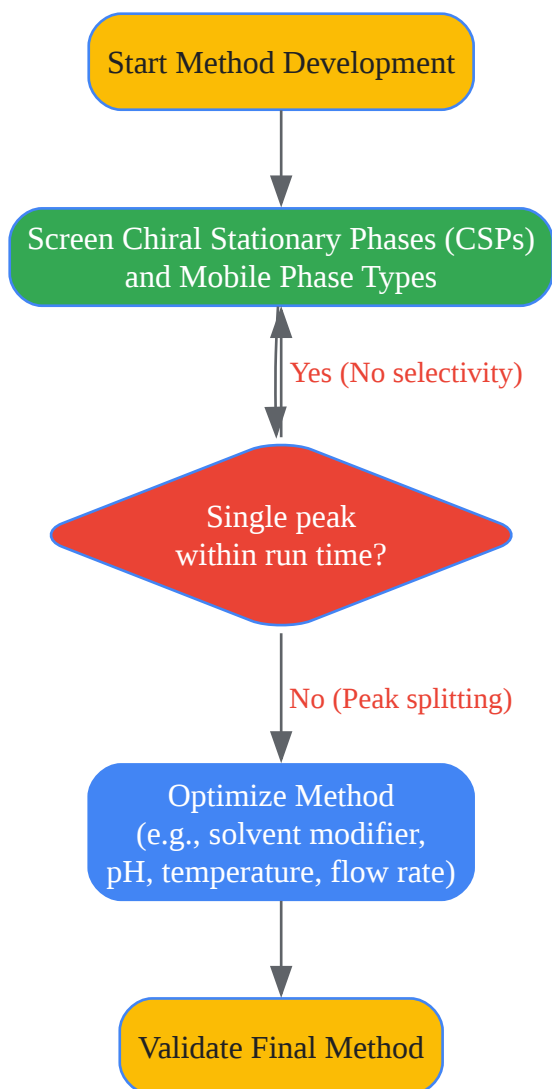 Start Method Development
Screen Chiral Stationary Phases (CSPs)
and Mobile Phase Types
Yes (No selectivity)
Single peak
within run time?
No (Peak splitting)
Optimize Method
(e.g., solvent modifier,
pH, temperature, flow rate)
Validate Final Method